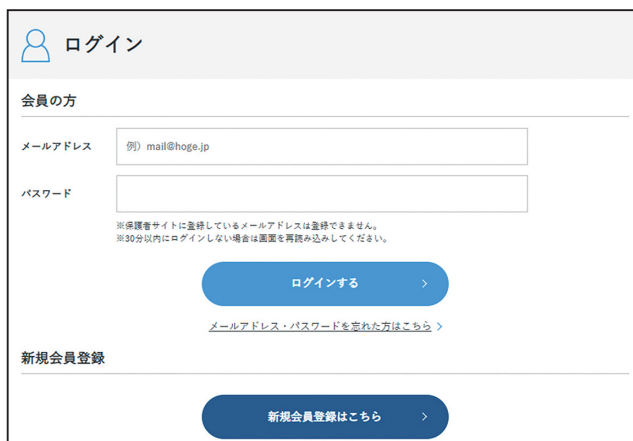 ログイン
会員の方
メールアドレス
例）mail@hoge.jp
パスワード
※保護者サイトに登録しているメールアドレスは登録できません。
※30分以内にログインしない場合は画面を再読み込みしてください。
ログインする
メールアドレス・パスワードを忘れた方はこちら
新規会員登録
新規会員登録はこちら